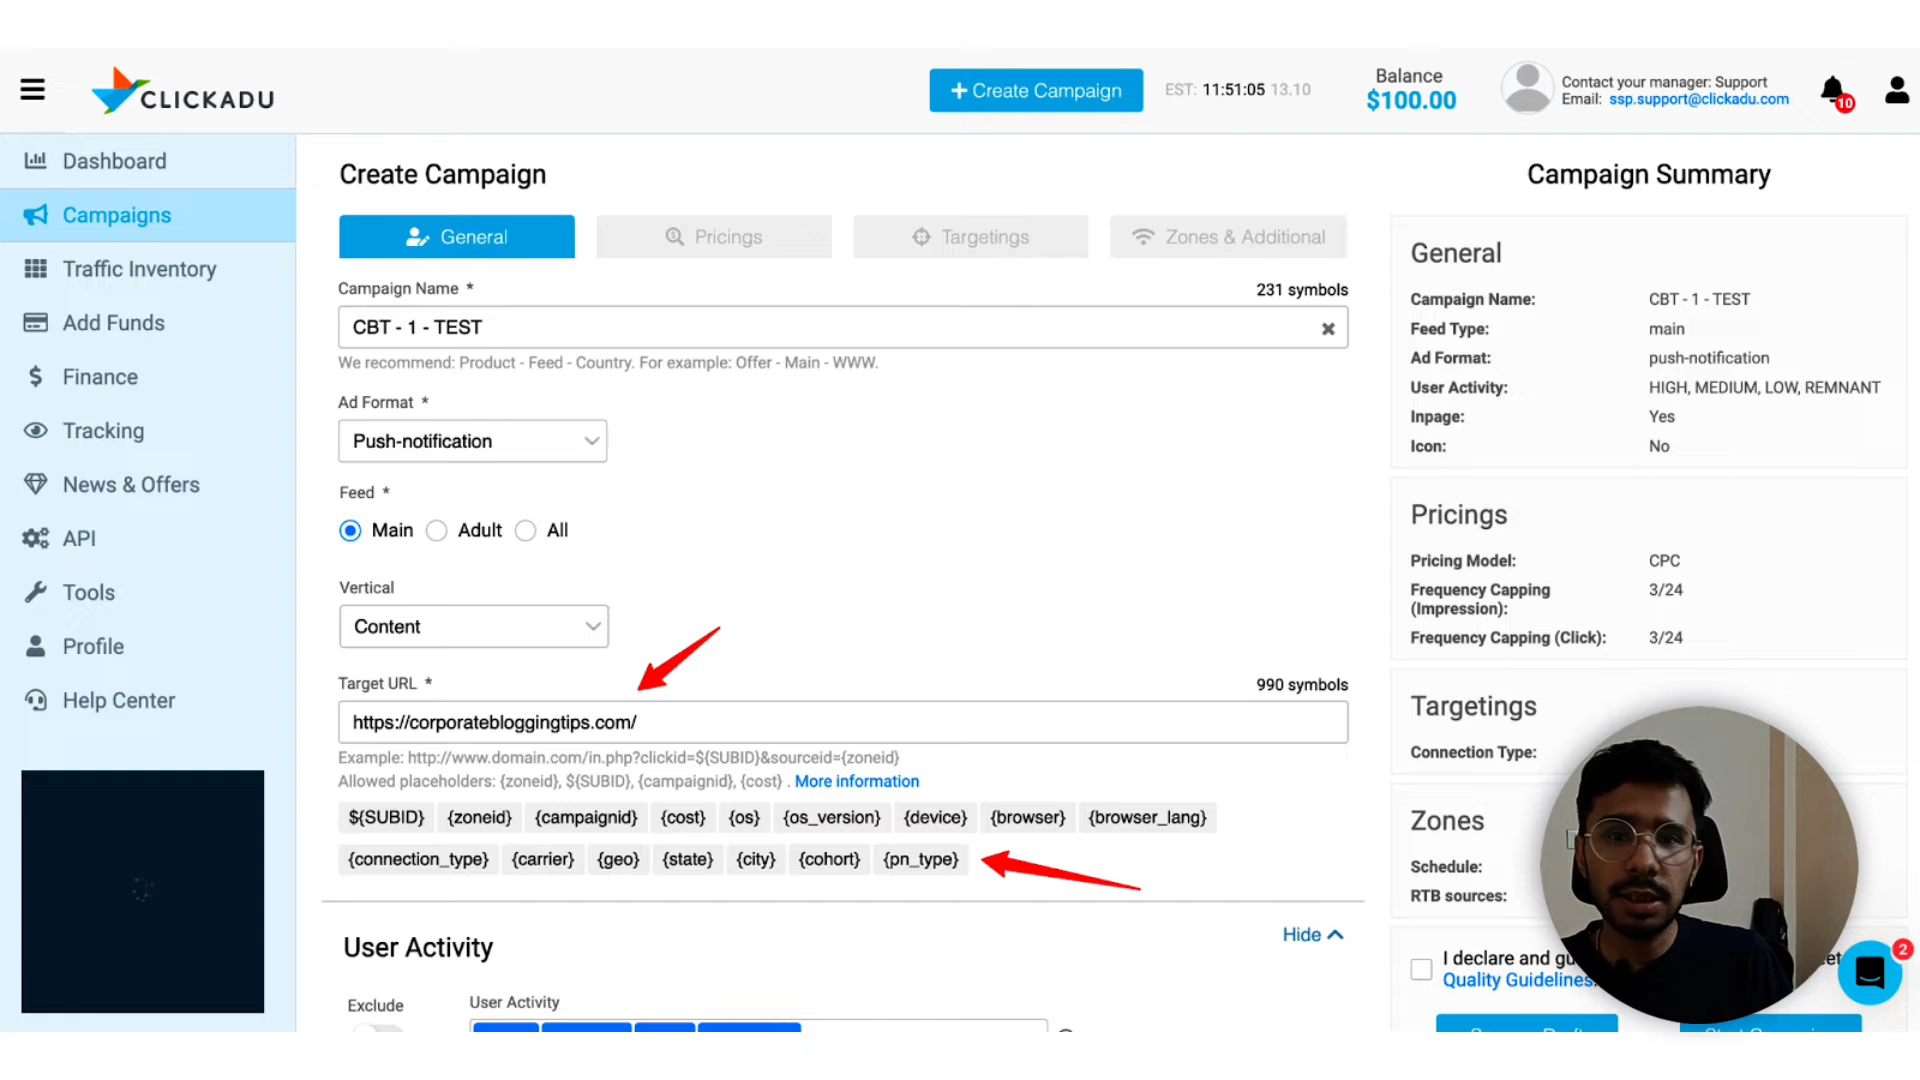 CLICKADU
+ Create Campaign
EST: 11:51:05 13.10
Balance
$100.00
Contact your manager: Support
Email: ssp.support@clickadu.com
10
Dashboard
Campaigns
Traffic Inventory
Add Funds
Finance
Tracking
News & Offers
API
Tools
Profile
Help Center
Create Campaign
General
Pricings
Targetings
Zones & Additional
Campaign Name *
231 symbols
CBT - 1 - TEST
We recommend: Product - Feed - Country. For example: Offer - Main - WWW.
Ad Format *
Push-notification
Feed *
Main Adult All
Vertical
Content
Target URL *
990 symbols
https://corporatebloggingtips.com/
Example: http://www.domain.com/in.php?clickid=${SUBID}&sourceid={zoneid}
Allowed placeholders: {zoneid}, ${SUBID}, {campaignid}, {cost} . More information
${SUBID} {zoneid} {campaignid} {cost} {os} {os_version} {device} {browser} {browser_lang}
{connection_type} {carrier} {geo} {state} {city} {cohort} {pn_type}
User Activity
Hide
Exclude
User Activity
Campaign Summary
General
Campaign Name: CBT - 1 - TEST
Feed Type: main
Ad Format: push-notification
User Activity: HIGH, MEDIUM, LOW, REMNANT
Inpage: Yes
Icon: No
Pricings
Pricing Model: CPC
Frequency Capping 3/24
(Impression):
Frequency Capping (Click): 3/24
Targetings
Connection Type:
Zones
Schedule:
RTB sources:
I declare and
Quality Guidelines
2